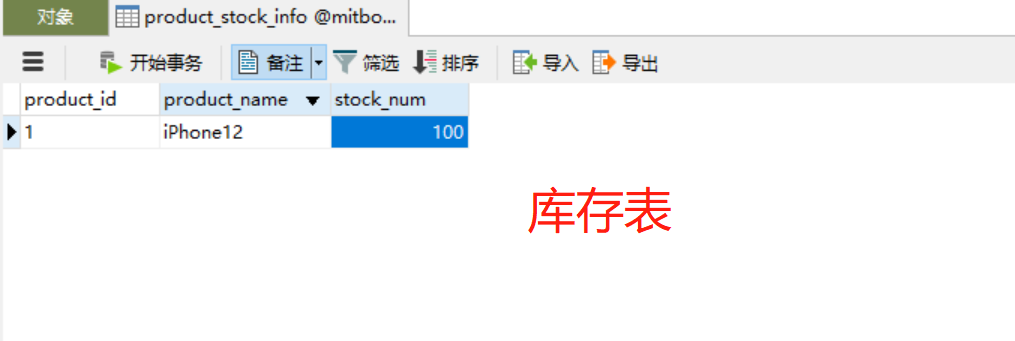 对象 product_stock_info @mitbo...
开始事务 备注 筛选 排序 导入 导出
product_id product_name stock_num
1 iPhone12 100
库存表